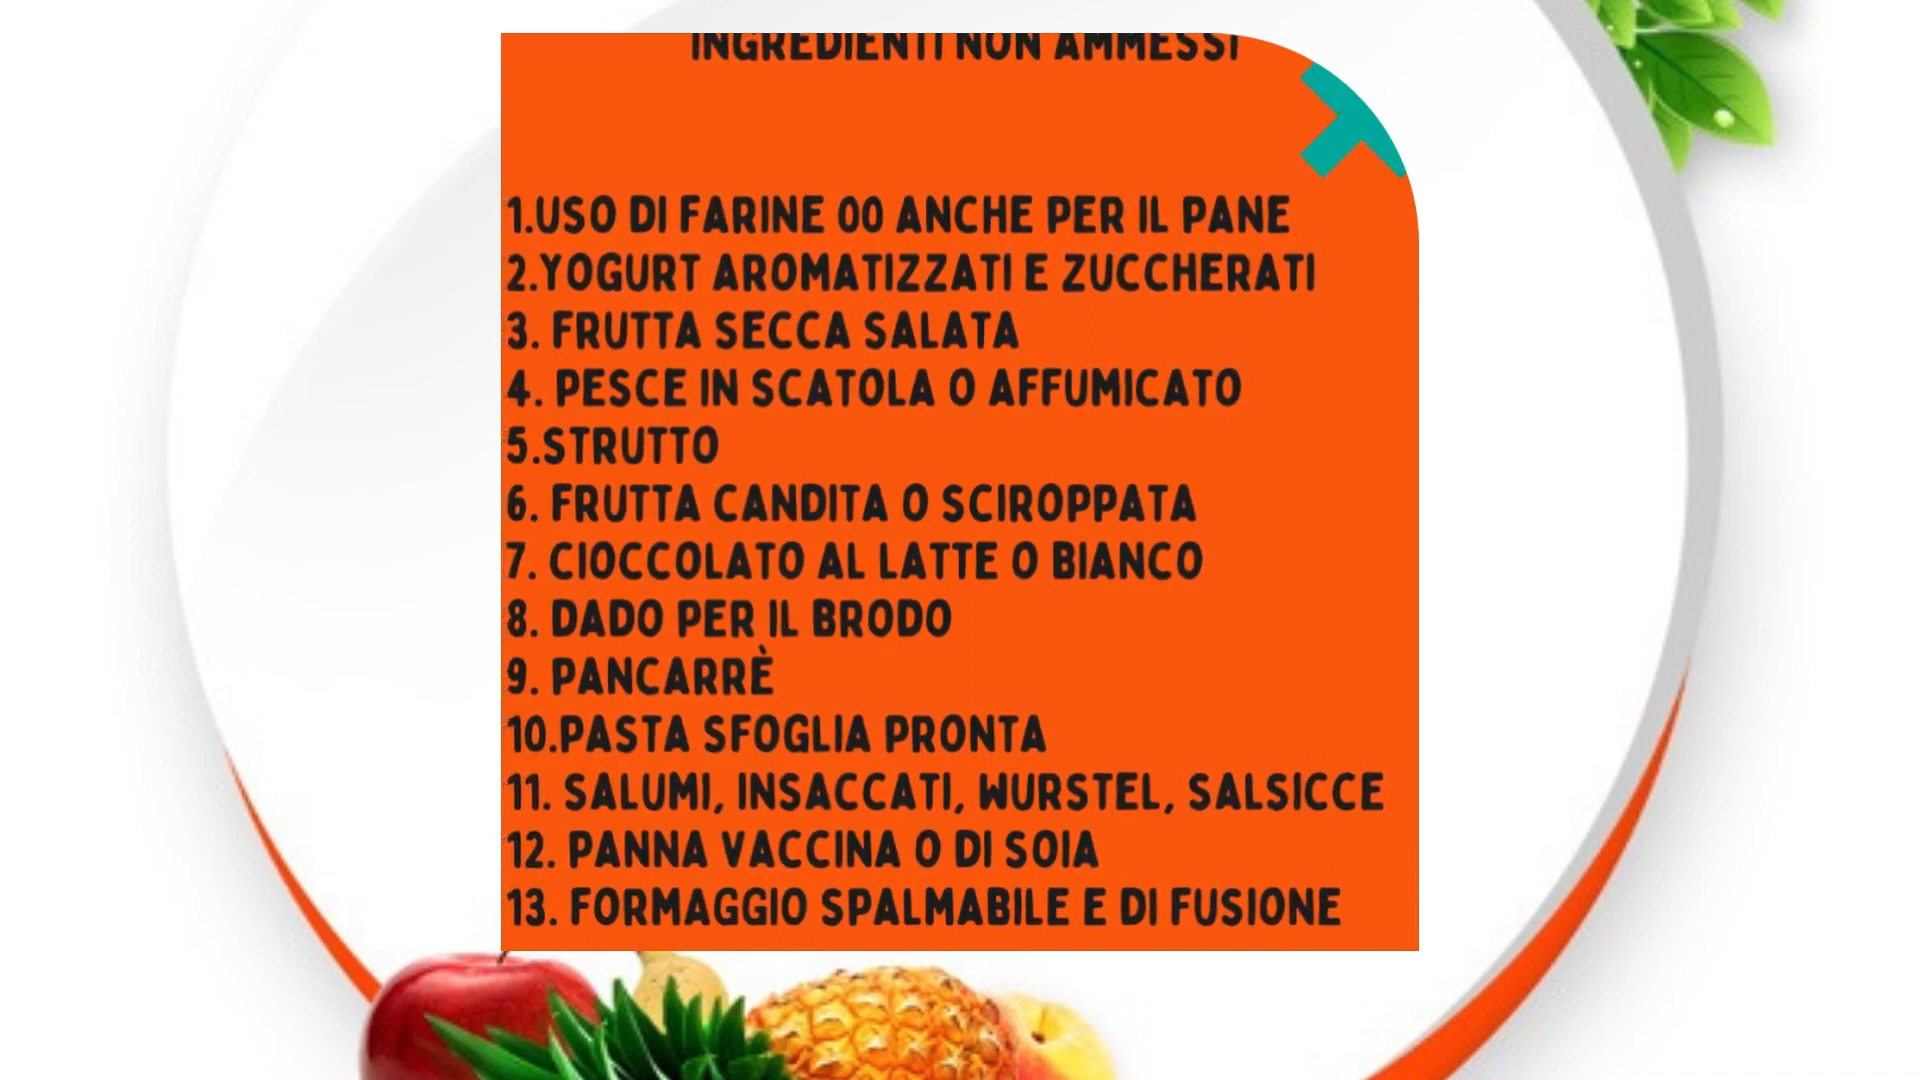 INGREDIENTI NON AMMESSI
1.USO DI FARINE 00 ANCHE PER IL PANE
2.YOGURT AROMATIZZATI E ZUCCHERATI
3. FRUTTA SECCA SALATA
4. PESCE IN SCATOLA O AFFUMICATO
5.STRUTTO
6. FRUTTA CANDITA O SCIROPPATA
7. CIOCCOLATO AL LATTE O BIANCO
8. DADO PER IL BRODO
9. PANCARRÈ
10.PASTA SFOGLIA PRONTA
11. SALUMI, INSACCATI, WURSTEL, SALSICCE
12. PANNA VACCINA O DI SOIA
13. FORMAGGIO SPALMABILE E DI FUSIONE